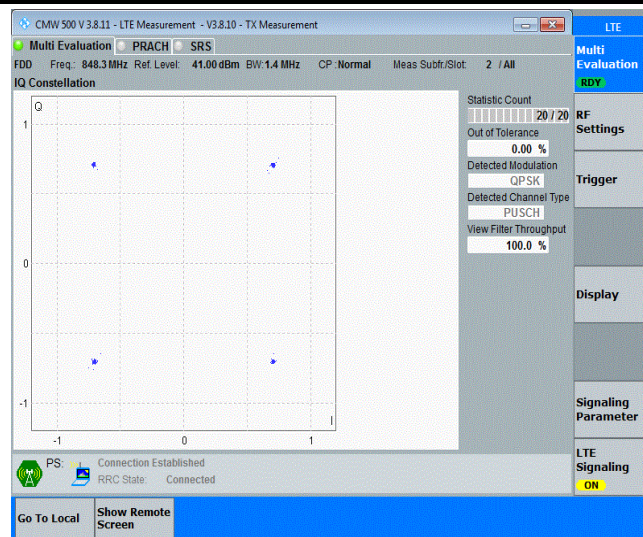 CMW 500 V 3.8.11 - LTE Measurement - V3.8.10 - TX Measurement
LTE
Multi Evaluation PRACH SRS
Multi
Evaluation
RDY
FDD Freq.: 848.3 MHz Ref. Level: 41.00 dBm BW: 1.4 MHz CP : Normal Meas Subfr./Slot: 2 / All
IQ Constellation
Q
1
0
-1
-1 0 1
I
Statistic Count
20 / 20
Out of Tolerance
0.00 %
Detected Modulation
QPSK
Detected Channel Type
PUSCH
View Filter Throughput
100.0 %
RF
Settings
Trigger
Display
Signaling
Parameter
LTE
Signaling
ON
PS: Connection Established
RRC State: Connected
Go To Local
Show Remote
Screen